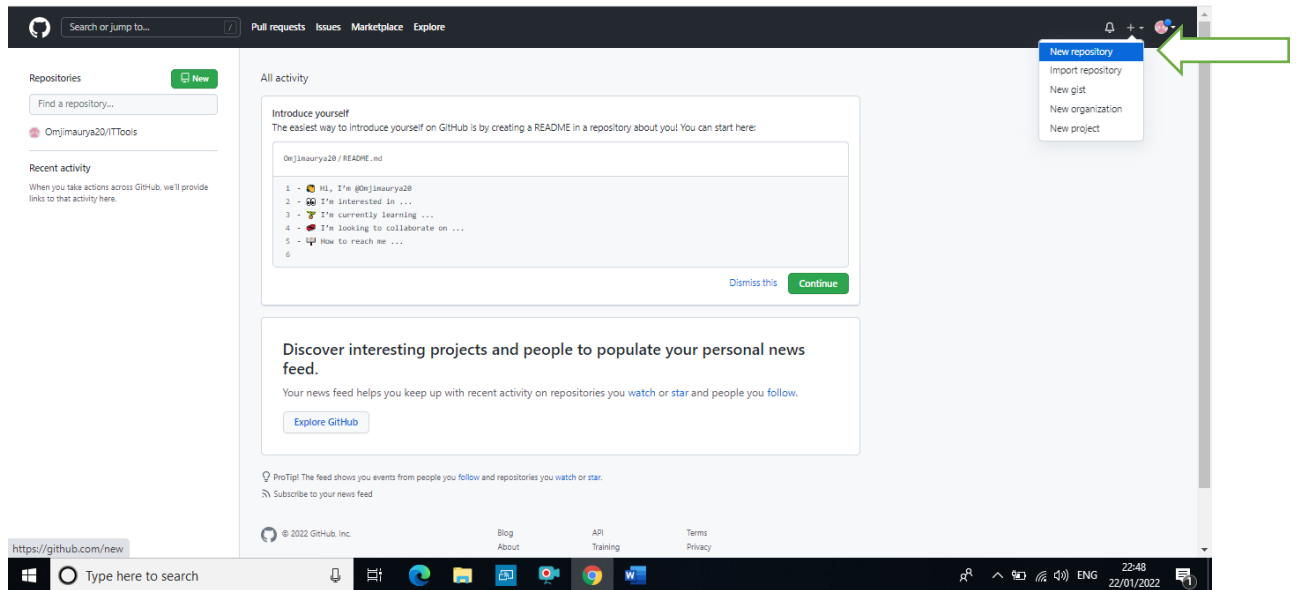 Search or jump to... /
Pull requests Issues Marketplace Explore
New repository
Import repository
New gist
New organization
New project
Repositories
New
Find a repository...
Omjimaurya20/ITTools
Recent activity
When you take actions across GitHub, we'll provide
links to that activity here.
All activity
Introduce yourself
The easiest way to introduce yourself on GitHub is by creating a README in a repository about you! You can start here:
Omjimaurya20 / README.md
1 - 👋 Hi, I'm @Omjimaurya20
2 - 👀 I'm interested in ...
3 - 🌱 I'm currently learning ...
4 - 💞️ I'm looking to collaborate on ...
5 - 📫 How to reach me ...
6
Dismiss this
Continue
Discover interesting projects and people to populate your personal news
feed.
Your news feed helps you keep up with recent activity on repositories you watch or star and people you follow.
Explore GitHub
ProTip! The feed shows you events from people you follow and repositories you watch or star.
Subscribe to your news feed
© 2022 GitHub, Inc.
Blog
About
API
Training
Terms
Privacy
https://github.com/new
Type here to search
ENG
22:48
22/01/2022
1